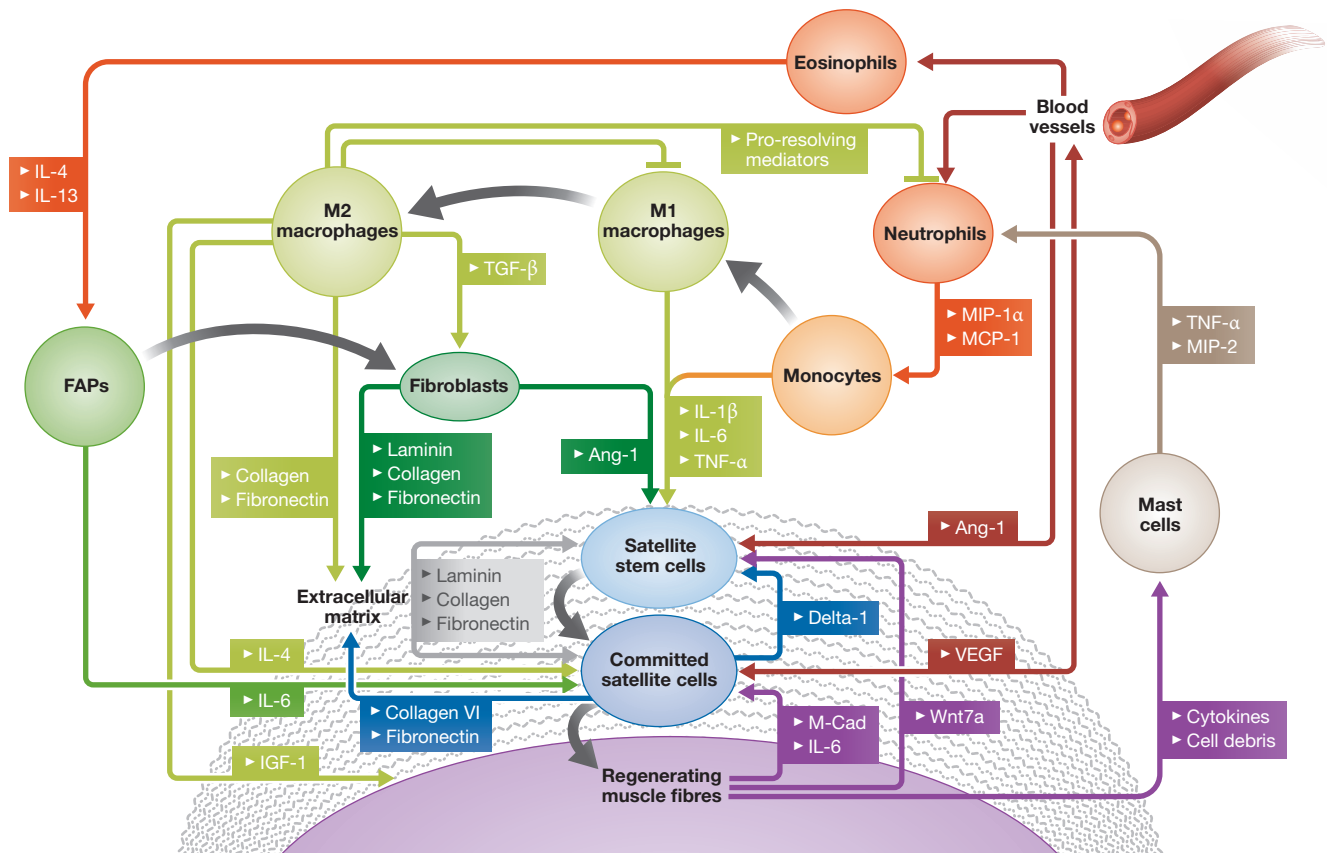 Eosinophils
Blood
vessels
► Pro-resolving
mediators
► IL-4
► IL-13
M2
macrophages
M1
macrophages
Neutrophils
► TGF-β
► MIP-1α
► MCP-1
► TNF-α
► MIP-2
FAPs
Fibroblasts
Monocytes
► IL-1β
► IL-6
► TNF-α
► Laminin
► Collagen
► Fibronectin
► Ang-1
► Collagen
► Fibronectin
Mast
cells
► Ang-1
Satellite
stem cells
► Laminin
► Collagen
► Fibronectin
Extracellular
matrix
► Delta-1
► IL-4
Committed
satellite cells
► VEGF
► IL-6
► Collagen VI
► Fibronectin
► M-Cad
► IL-6
► Wnt7a
► Cytokines
► Cell debris
► IGF-1
Regenerating
muscle fibres